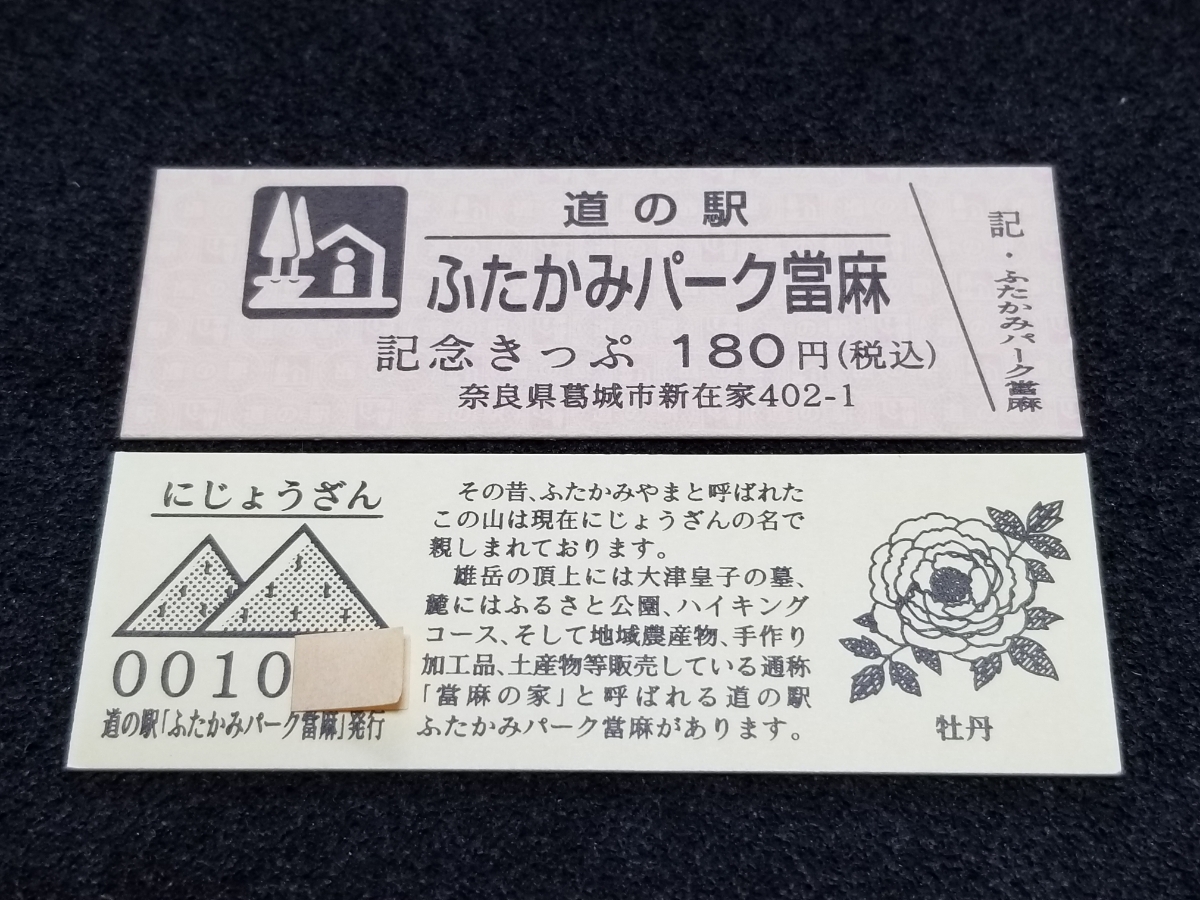 道の駅
ふたかみパーク當麻
記念きっぷ 180円(税込)
奈良県葛城市新在家402-1
記・ふたかみパーク當麻
にじょうざん
0010
道の駅「ふたかみパーク當麻」発行
その昔、ふたかみやまと呼ばれた
この山は現在にじょうざんの名で
親しまれております。
雄岳の頂上には大津皇子の墓、
麓にはふるさと公園、ハイキング
コース、そして地域農産物、手作り
加工品、土産物等販売している通称
「當麻の家」と呼ばれる道の駅
ふたかみパーク當麻があります。
牡丹